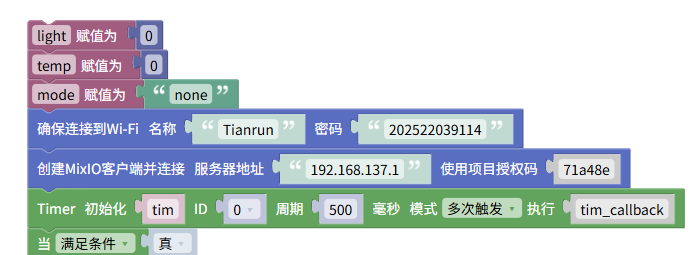 light 赋值为 0
temp 赋值为 0
mode 赋值为 “ none ”
确保连接到Wi-Fi 名称 “ Tianrun ” 密码 “ 202522039114 ”
创建MixIO客户端并连接 服务器地址 “ 192.168.137.1 ” 使用项目授权码 71a48e
Timer 初始化 tim ID 0 周期 500 毫秒 模式 多次触发 执行 tim_callback
当 满足条件 真